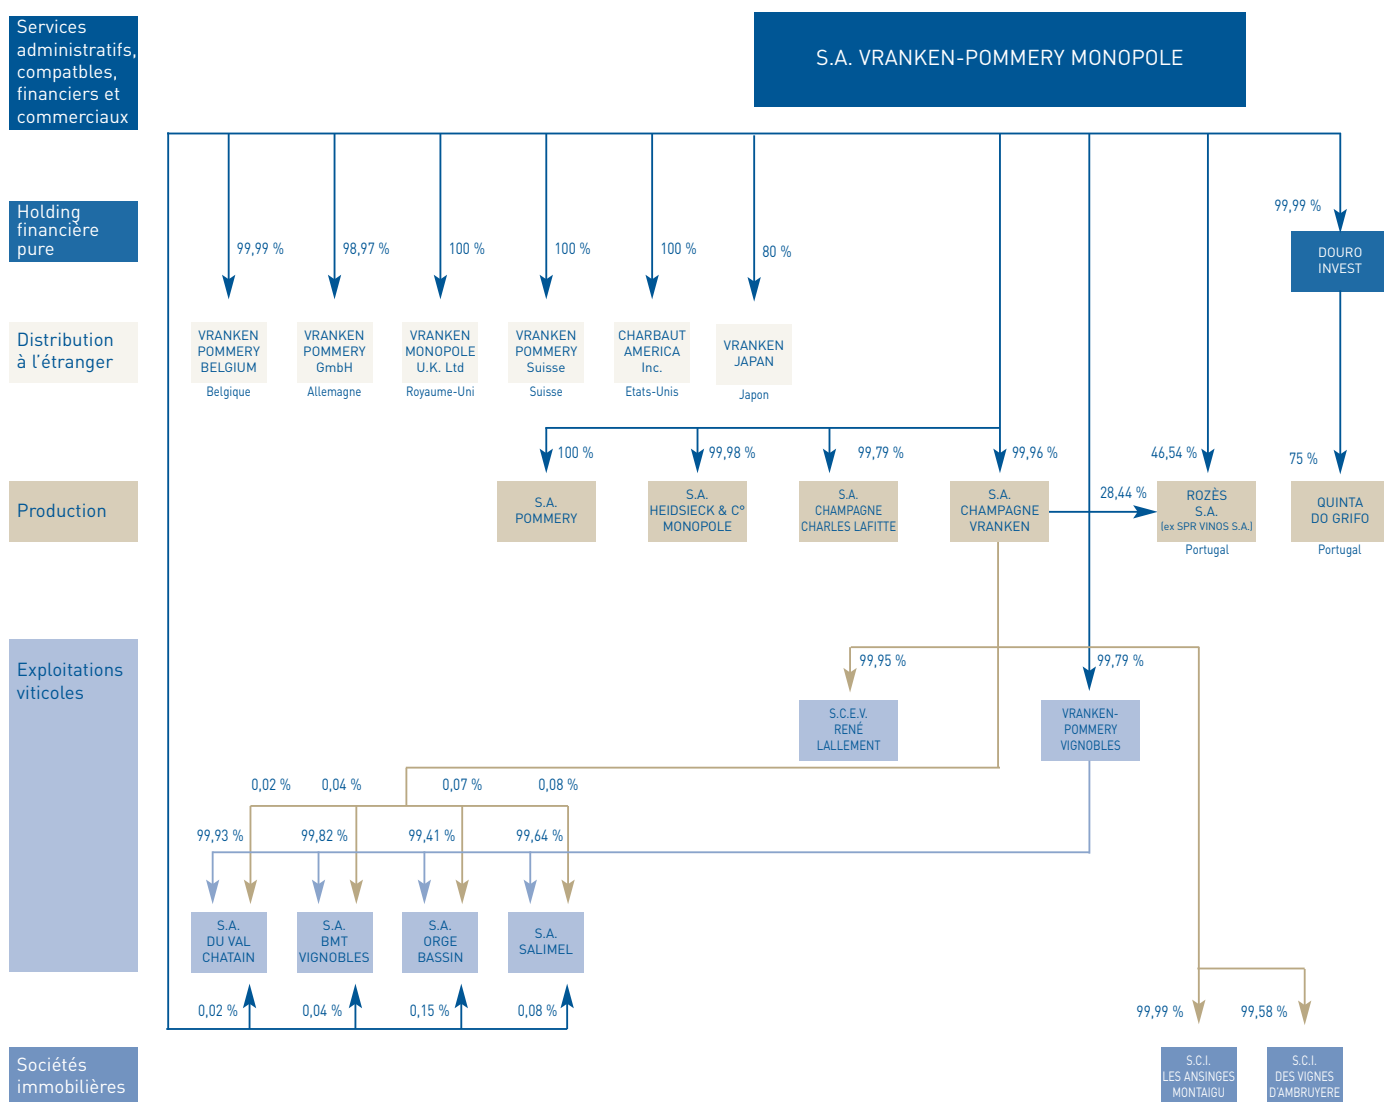 Services
administratifs,
compatbles,
financiers et
commerciaux
S.A. VRANKEN-POMMERY MONOPOLE
Holding
financière
pure
99,99 %
98,97 %
100 %
100 %
100 %
80 %
99,99 %
DOURO
INVEST
Distribution
à l’étranger
VRANKEN
POMMERY
BELGIUM
Belgique
VRANKEN
POMMERY
GmbH
Allemagne
VRANKEN
MONOPOLE
U.K. Ltd
Royaume-Uni
VRANKEN
POMMERY
Suisse
Suisse
CHARBAUT
AMERICA
Inc.
Etats-Unis
VRANKEN
JAPAN
Japon
100 %
99,98 %
99,79 %
99,96 %
46,54 %
75 %
Production
S.A.
POMMERY
S.A.
HEIDSIECK & C°
MONOPOLE
S.A.
CHAMPAGNE
CHARLES LAFITTE
S.A.
CHAMPAGNE
VRANKEN
28,44 %
ROZÈS
S.A.
(ex SPR VINOS S.A.)
Portugal
QUINTA
DO GRIFO
Portugal
Exploitations
viticoles
99,95 %
99,79 %
S.C.E.V.
RENÉ
LALLEMENT
VRANKEN-
POMMERY
VIGNOBLES
0,02 %
0,04 %
0,07 %
0,08 %
99,93 %
99,82 %
99,41 %
99,64 %
S.A.
DU VAL
CHATAIN
S.A.
BMT
VIGNOBLES
S.A.
ORGE
BASSIN
S.A.
SALIMEL
0,02 %
0,04 %
0,15 %
0,08 %
99,99 %
99,58 %
Sociétés
immobilières
S.C.I.
LES ANSINGES
MONTAIGU
S.C.I.
DES VIGNES
D’AMBRUYERE